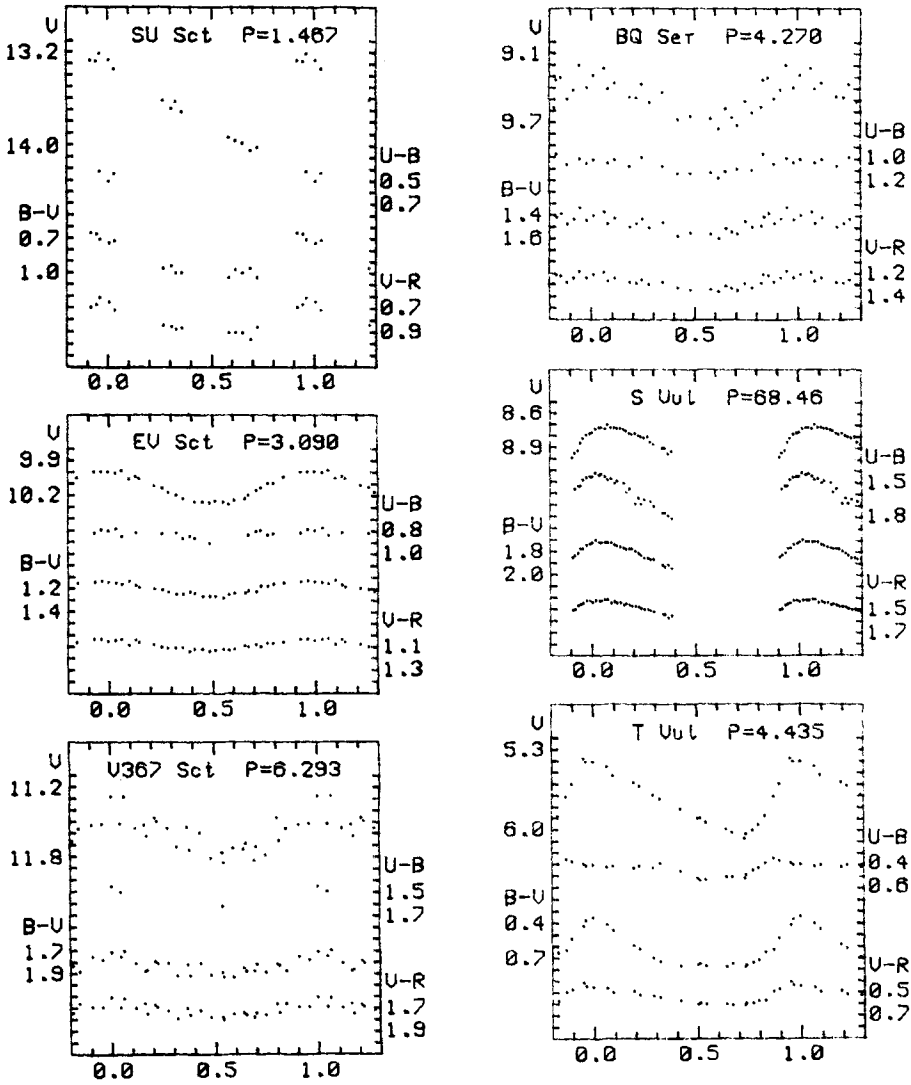 SU Sct P=1.467
V
13.2
14.0
B-V
0.7
1.0
U-B
0.5
0.7
V-R
0.7
0.9
0.0 0.5 1.0
EV Sct P=3.090
V
9.9
10.2
B-V
1.2
1.4
U-B
0.8
1.0
V-R
1.1
1.3
0.0 0.5 1.0
V367 Sct P=6.293
V
11.2
11.8
B-V
1.7
1.9
U-B
1.5
1.7
V-R
1.7
1.9
0.0 0.5 1.0
BQ Ser P=4.270
V
9.1
9.7
B-V
1.4
1.6
U-B
1.0
1.2
V-R
1.2
1.4
0.0 0.5 1.0
S Vul P=68.46
V
8.6
8.9
B-V
1.8
2.0
U-B
1.5
1.8
V-R
1.5
1.7
0.0 0.5 1.0
T Vul P=4.435
V
5.3
6.0
B-V
0.4
0.7
U-B
0.4
0.6
V-R
0.5
0.7
0.0 0.5 1.0